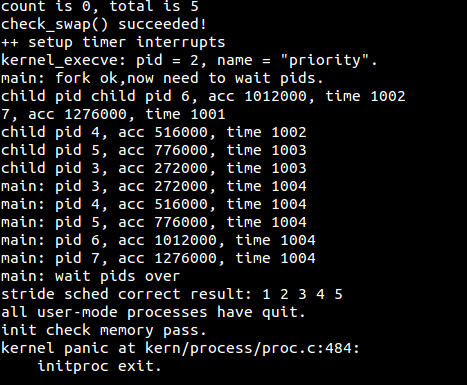 count is 0, total is 5
check_swap() succeeded!
++ setup timer interrupts
kernel_execve: pid = 2, name = "priority".
main: fork ok,now need to wait pids.
child pid child pid 6, acc 1012000, time 1002
7, acc 1276000, time 1001
child pid 4, acc 516000, time 1002
child pid 5, acc 776000, time 1003
child pid 3, acc 272000, time 1003
main: pid 3, acc 272000, time 1004
main: pid 4, acc 516000, time 1004
main: pid 5, acc 776000, time 1004
main: pid 6, acc 1012000, time 1004
main: pid 7, acc 1276000, time 1004
main: wait pids over
stride sched correct result: 1 2 3 4 5
all user-mode processes have quit.
init check memory pass.
kernel panic at kern/process/proc.c:484:
    initproc exit.